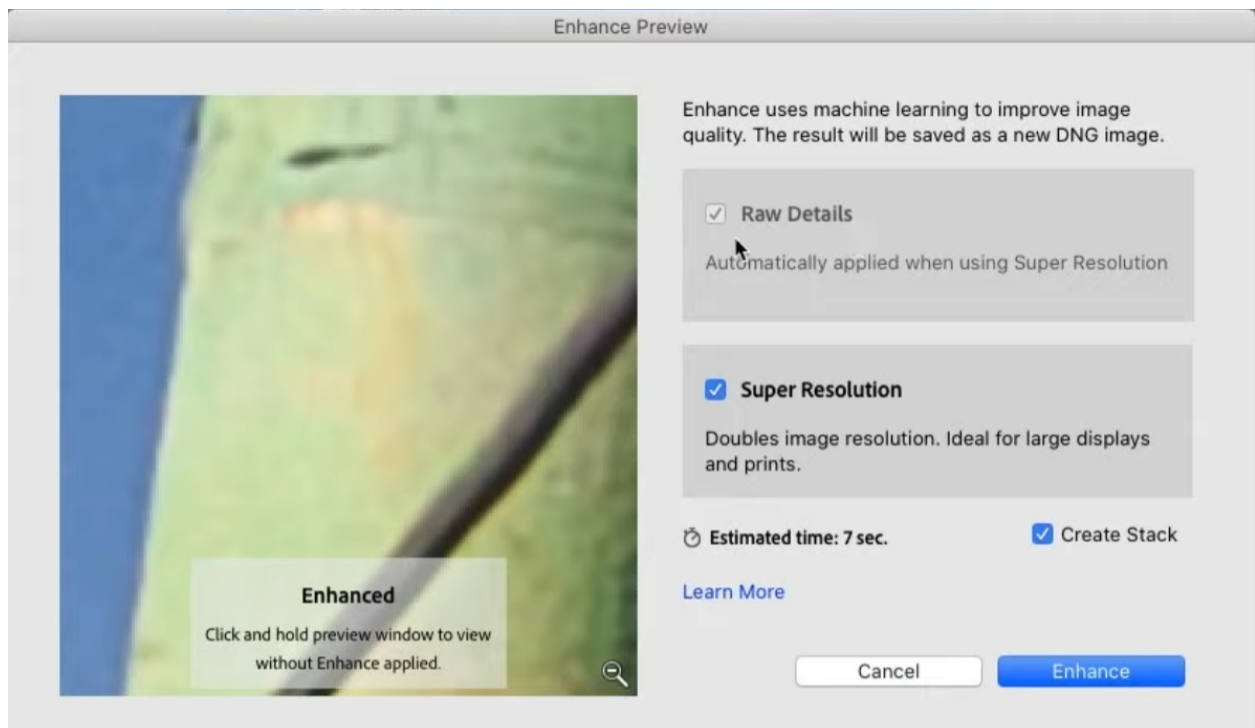 Enhance Preview
Enhance uses machine learning to improve image
quality. The result will be saved as a new DNG image.
Raw Details
Automatically applied when using Super Resolution
Super Resolution
Doubles image resolution. Ideal for large displays
and prints.
Estimated time: 7 sec.
Create Stack
Learn More
Enhanced
Click and hold preview window to view
without Enhance applied.
Cancel
Enhance